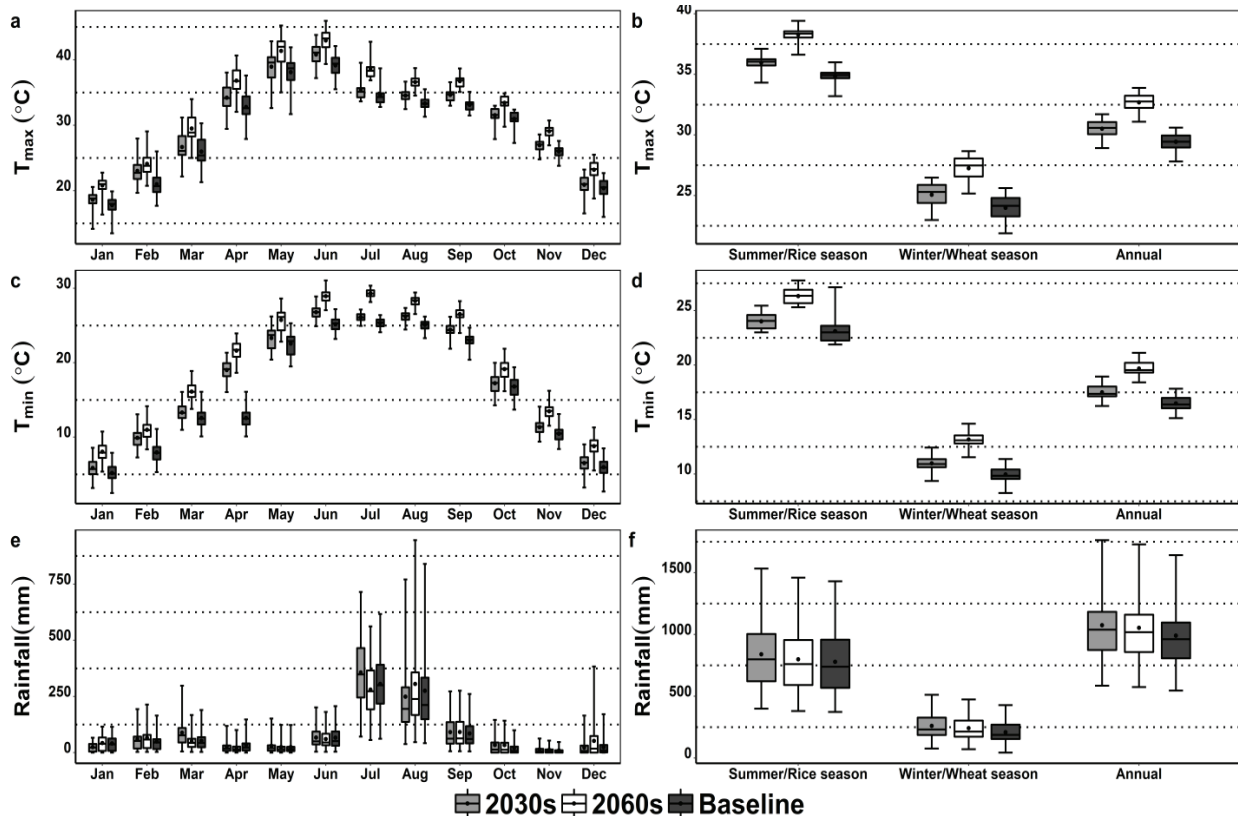 a
T_max (°C)
40
30
20
Jan Feb Mar Apr May Jun Jul Aug Sep Oct Nov Dec
b
T_max (°C)
40
35
30
25
Summer/Rice season Winter/Wheat season Annual
c
T_min (°C)
30
20
10
Jan Feb Mar Apr May Jun Jul Aug Sep Oct Nov Dec
d
T_min (°C)
25
20
15
10
Summer/Rice season Winter/Wheat season Annual
e
Rainfall(mm)
750
500
250
0
Jan Feb Mar Apr May Jun Jul Aug Sep Oct Nov Dec
f
Rainfall(mm)
1500
1000
500
0
Summer/Rice season Winter/Wheat season Annual
2030s 2060s Baseline